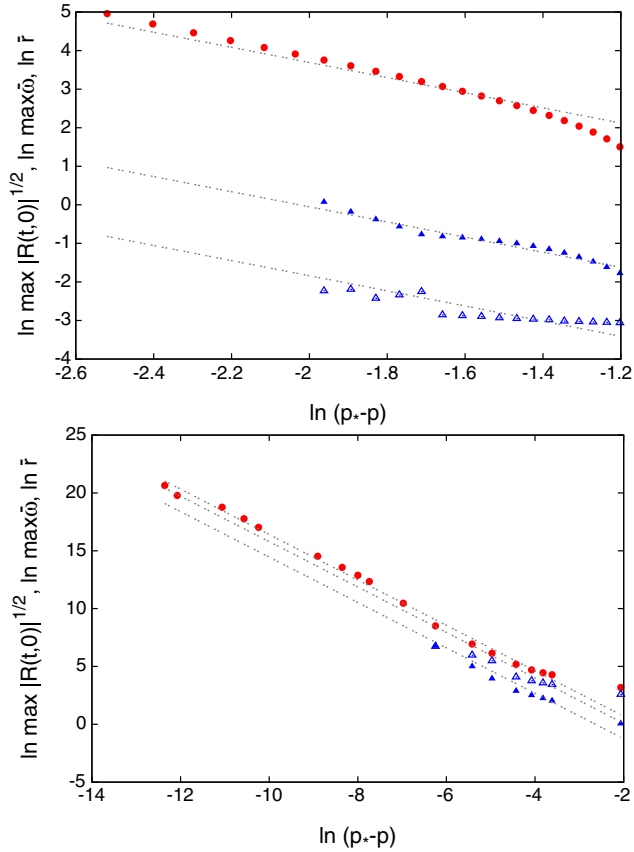 5
4
3
2
1
0
-1
-2
-3
-4
-2.6 -2.4 -2.2 -2 -1.8 -1.6 -1.4 -1.2
ln (p*-p)
ln max |R(t,0)|^1/2, ln maxω̄, ln r̄
25
20
15
10
5
0
-5
-14 -12 -10 -8 -6 -4 -2
ln (p*-p)
ln max |R(t,0)|^1/2, ln maxω̄, ln r̄